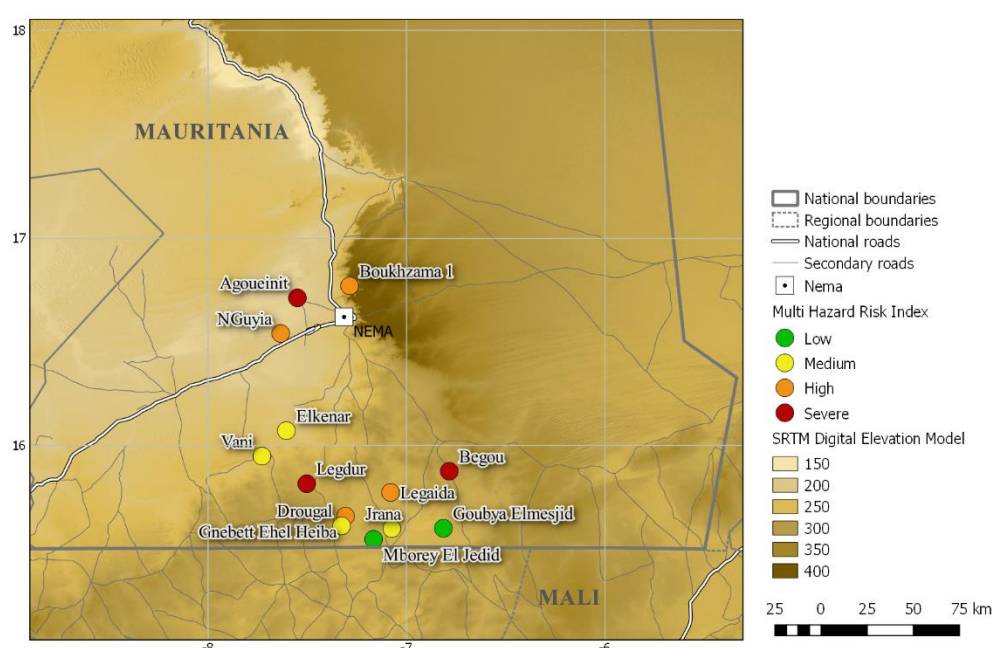 18
MAURITANIA
17
Agoueinit
Boukhzama 1
NGuyia
NEMA
Elkenar
16
Vani
Legdur
Begou
Legaida
Drougal
Irana
Goubya Elmesjid
Gnebett Ehel Heiba
Mborey El Jedid
MALI
-8
-7
-6
National boundaries
Regional boundaries
National roads
Secondary roads
Nema
Multi Hazard Risk Index
Low
Medium
High
Severe
SRTM Digital Elevation Model
150
200
250
300
350
400
25 0 25 50 75 km